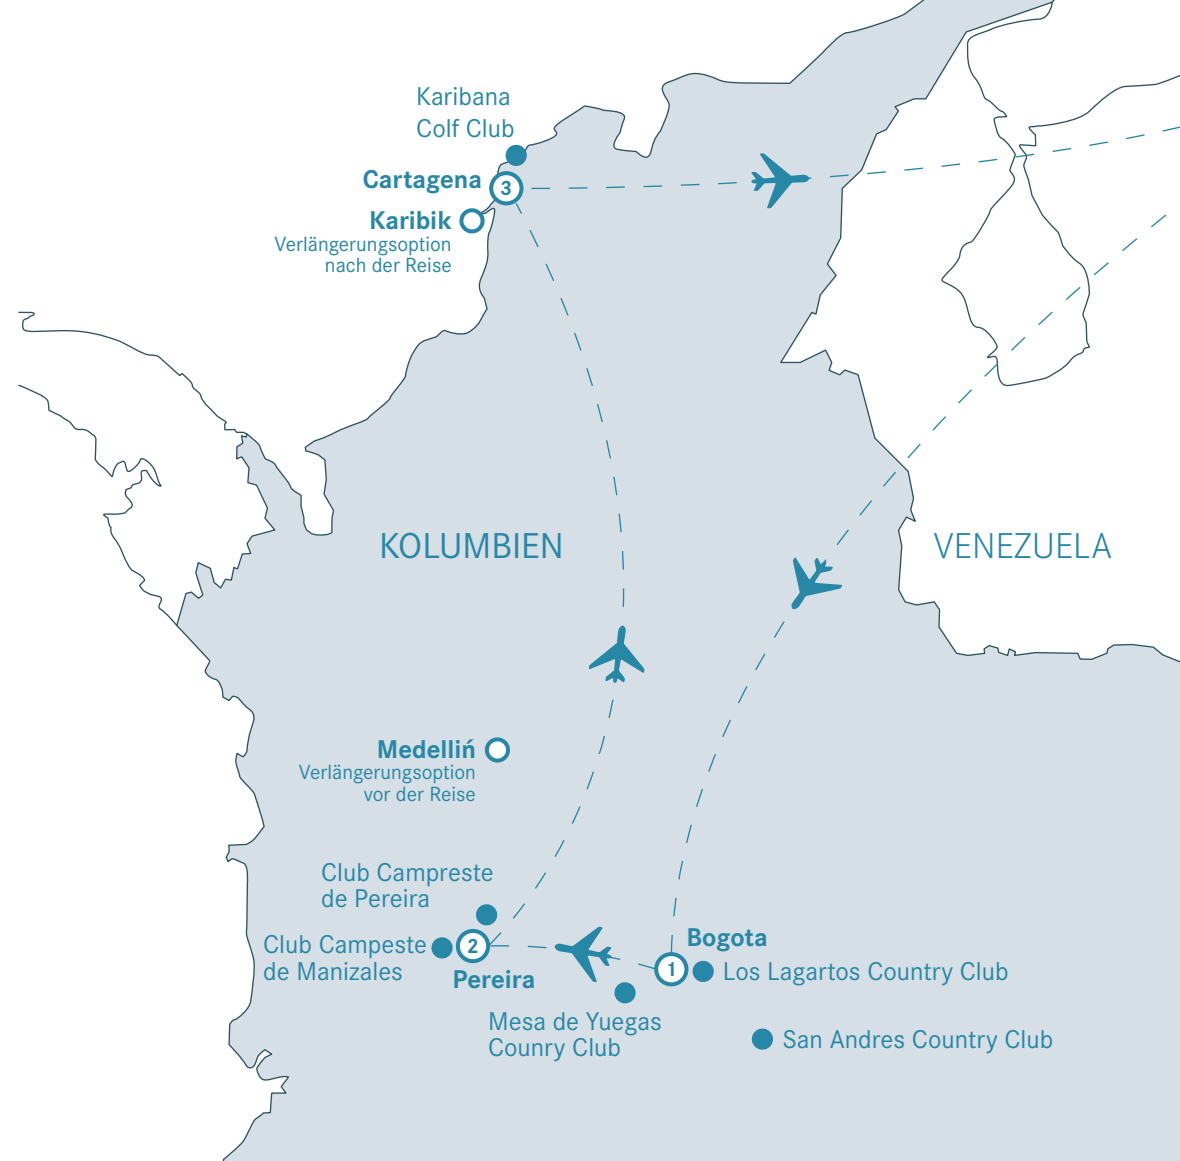 Karibana
Colf Club
Cartagena
3
Karibik
Verlängerungsoption
nach der Reise
KOLUMBIEN
VENEZUELA
Medelliń
Verlängerungsoption
vor der Reise
Club Campreste
de Pereira
Club Campeste
de Manizales
2
Pereira
Bogota
1
Los Lagartos Country Club
Mesa de Yuegas
Counry Club
San Andres Country Club